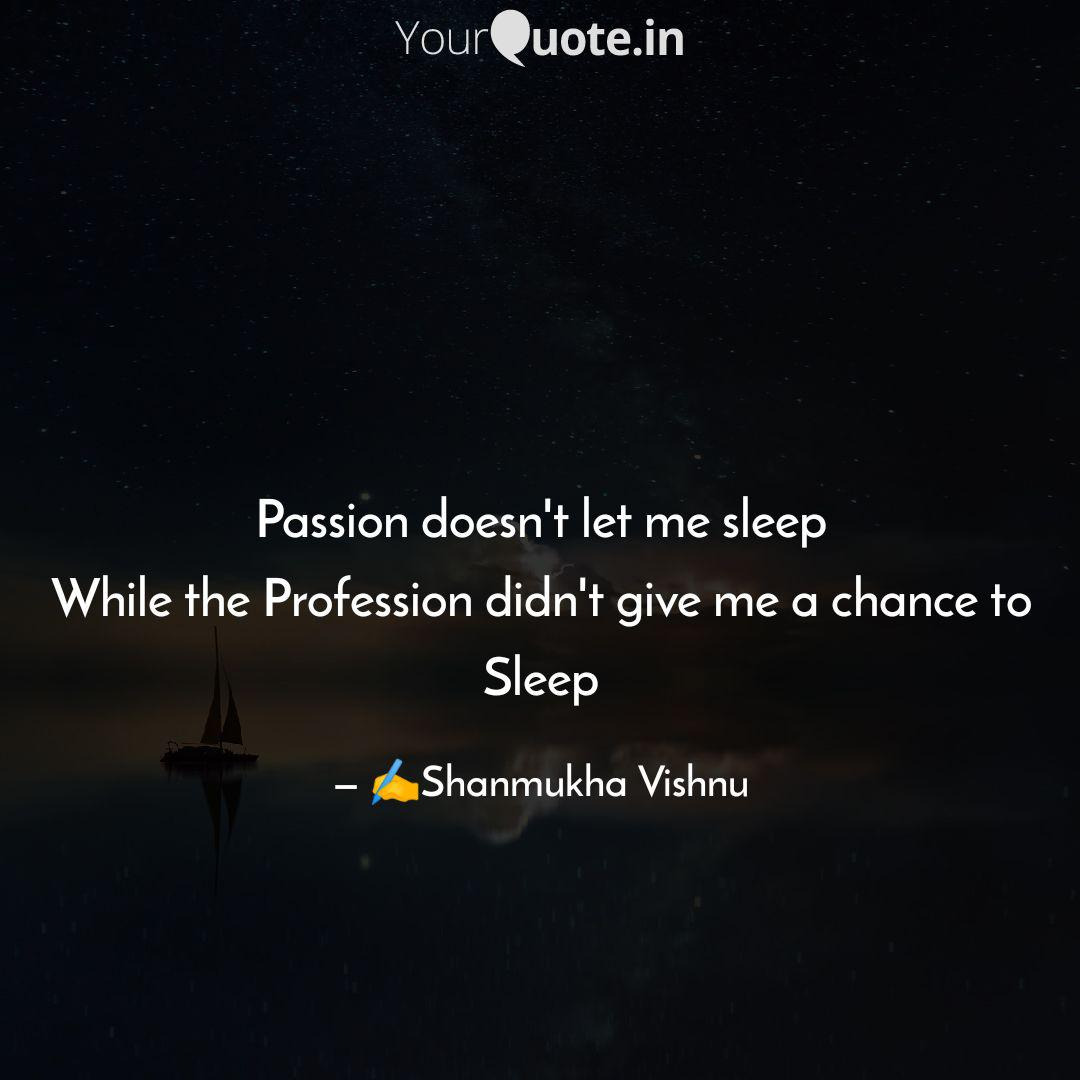 YourQuote.in
Passion doesn't let me sleep
While the Profession didn't give me a chance to
Sleep
– ✍Shanmukha Vishnu